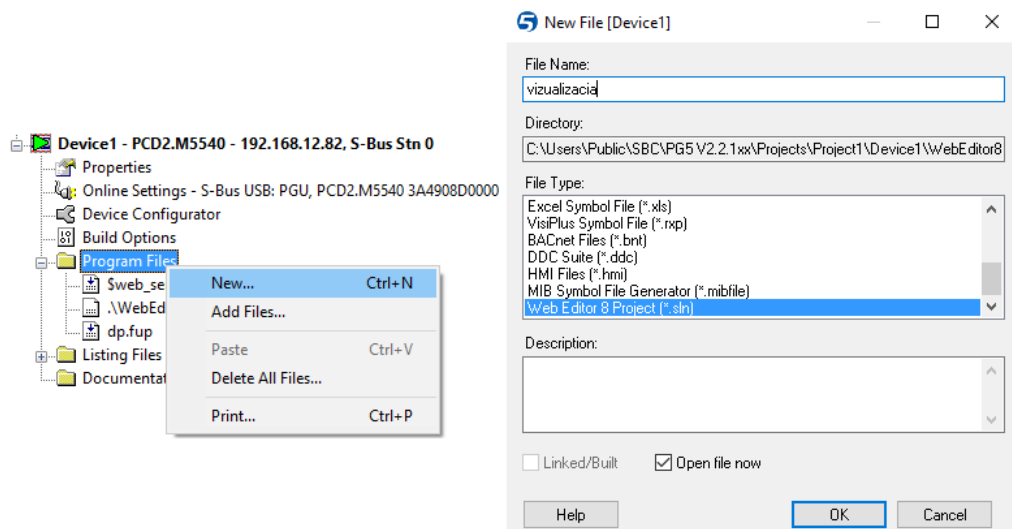 Device1 - PCD2.M5540 - 192.168.12.82, S-Bus Stn 0
Properties
Online Settings - S-Bus USB: PGU, PCD2.M5540 3A4908D0000
Device Configurator
Build Options
Program Files
$web_se
.\WebEd
dp.fup
Listing Files
Documentat
New... Ctrl+N
Add Files...
Paste Ctrl+V
Delete All Files...
Print... Ctrl+P
New File [Device1]
File Name:
vizualizacia
Directory:
C:\Users\Public\SBC\PG5 V2.2.1xx\Projects\Project1\Device1\WebEditor8
File Type:
Excel Symbol File (*.xls)
VisiPlus Symbol File (*.rxp)
BACnet Files (*.bnt)
DDC Suite (*.ddc)
HMI Files (*.hmi)
MIB Symbol File Generator (*.mibfile)
Web Editor 8 Project (*.sln)
Description:
Linked/Built Open file now
Help OK Cancel